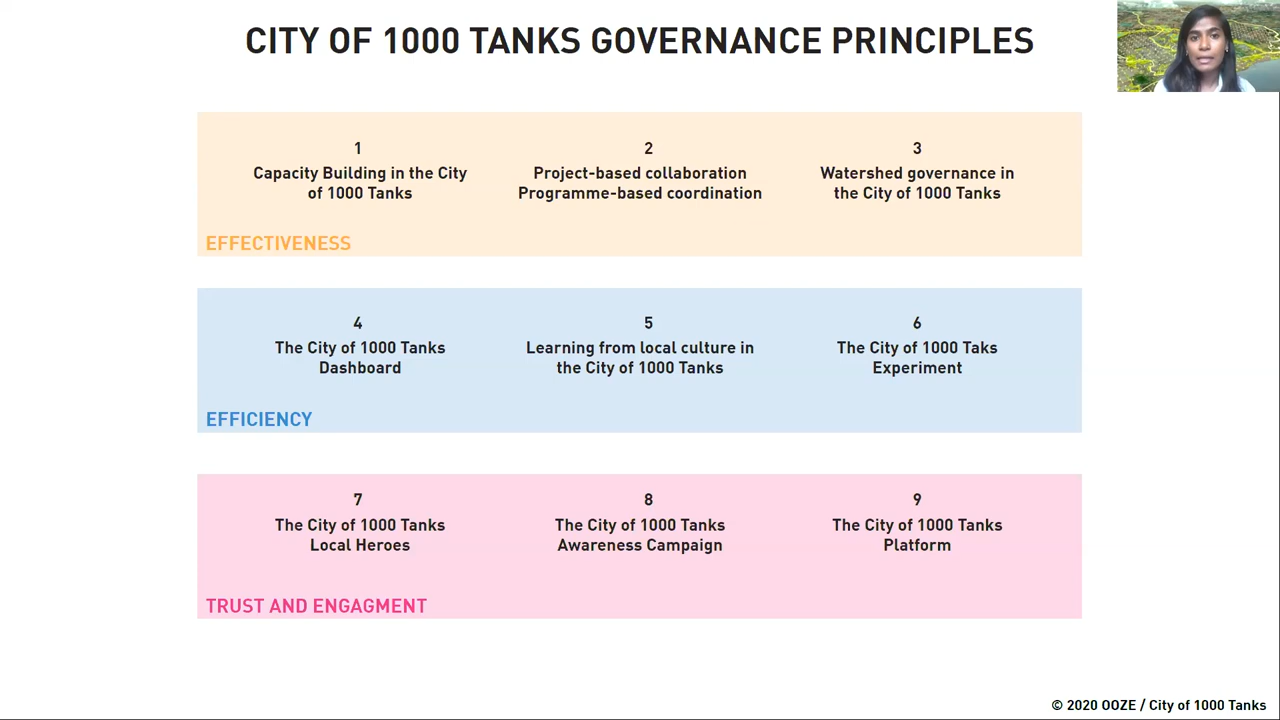 CITY OF 1000 TANKS GOVERNANCE PRINCIPLES
1
Capacity Building in the City
of 1000 Tanks
2
Project-based collaboration
Programme-based coordination
3
Watershed governance in
the City of 1000 Tanks
EFFECTIVENESS
4
The City of 1000 Tanks
Dashboard
5
Learning from local culture in
the City of 1000 Tanks
6
The City of 1000 Taks
Experiment
EFFICIENCY
7
The City of 1000 Tanks
Local Heroes
8
The City of 1000 Tanks
Awareness Campaign
9
The City of 1000 Tanks
Platform
TRUST AND ENGAGMENT
© 2020 OOZE / City of 1000 Tanks